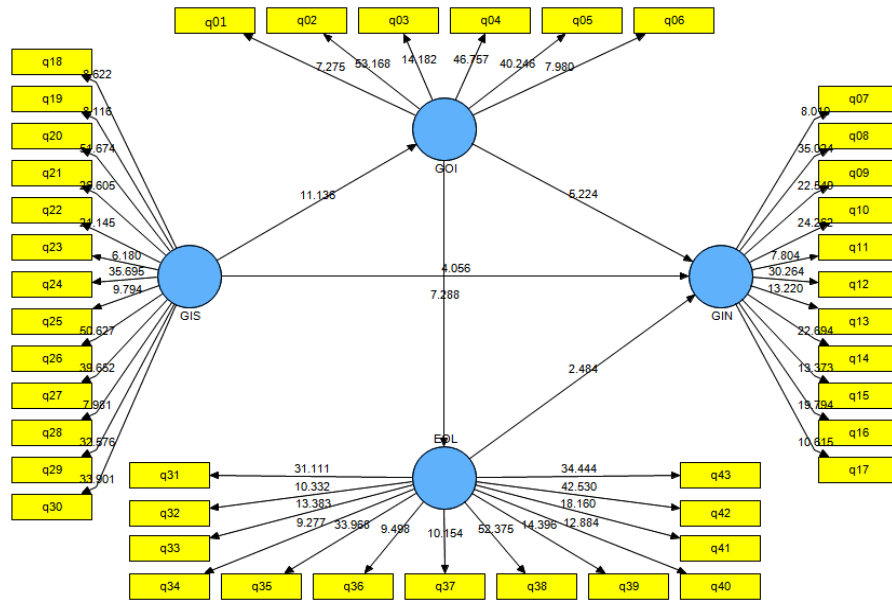 q01
q02
q03
q04
q05
q06
7.275
53.168
14.182
46.757
40.246
7.980
GOI
q18
q19
q20
q21
q22
q23
q24
q25
q26
q27
q28
q29
q30
8.622
8.116
51.674
28.605
21.145
6.180
35.695
9.794
50.627
39.652
7.981
32.576
33.901
GIS
11.136
5.224
4.056
7.288
2.484
q07
q08
q09
q10
q11
q12
q13
q14
q15
q16
q17
8.019
35.024
22.549
24.262
7.804
30.264
13.220
22.694
13.373
19.794
10.615
GIN
EOL
q31
q32
q33
q34
q35
q36
q37
q38
q39
q40
q41
q42
q43
31.111
10.332
13.383
9.277
33.968
9.498
10.154
52.375
14.396
12.884
18.160
42.530
34.444